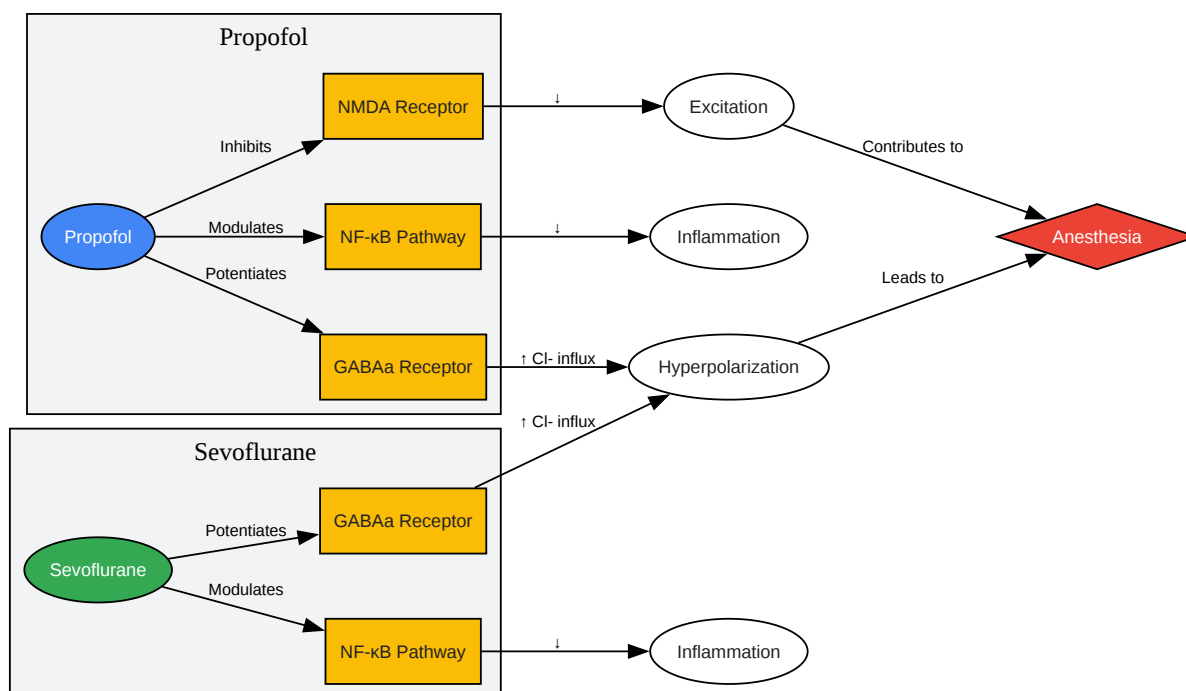 Propofol
NMDA Receptor
↓
Excitation
Inhibits
Contributes to
Propofol
Modulates
NF-κB Pathway
↓
Inflammation
Anesthesia
Potentiates
Leads to
GABAa Receptor
↑ Cl- influx
Hyperpolarization
↑ Cl- influx
Sevoflurane
GABAa Receptor
Potentiates
Sevoflurane
Modulates
NF-κB Pathway
↓
Inflammation